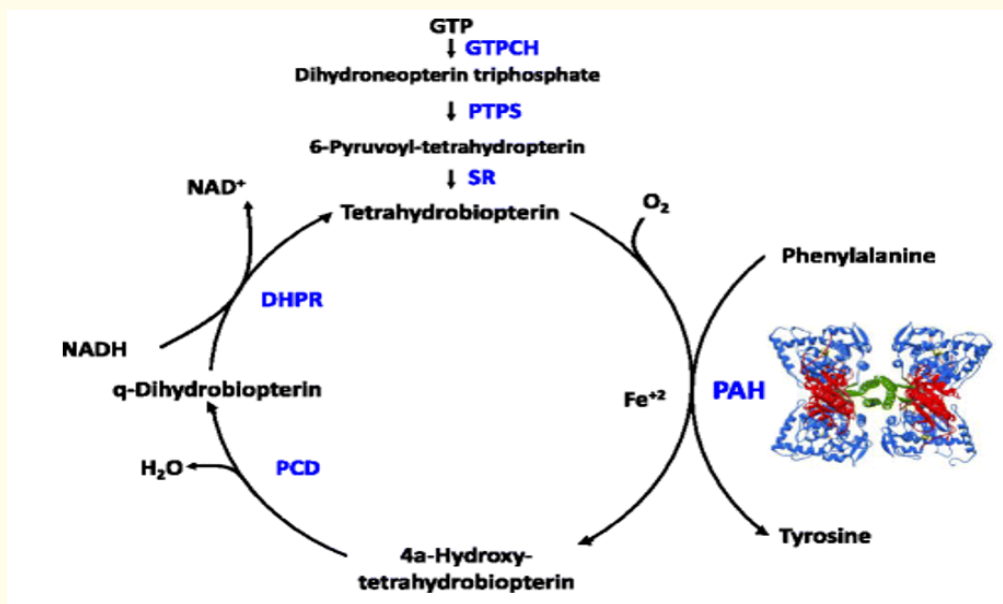 GTP
GTPCH
Dihydroneopterin triphosphate
PTPS
6-Pyruvoyl-tetrahydropterin
SR
NAD⁺
Tetrahydrobiopterin
O₂
Phenylalanine
DHPR
NADH
q-Dihydrobiopterin
Fe⁺²
PAH
H₂O
PCD
Tyrosine
4a-Hydroxy-
tetrahydrobiopterin